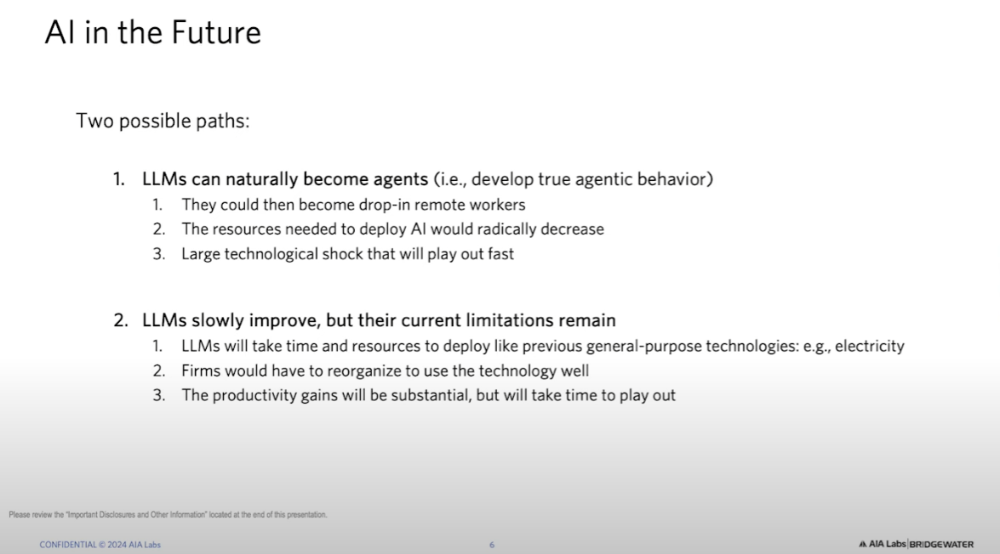 AI in the Future
Two possible paths:
1. LLMs can naturally become agents (i.e., develop true agentic behavior)
1. They could then become drop-in remote workers
2. The resources needed to deploy AI would radically decrease
3. Large technological shock that will play out fast
2. LLMs slowly improve, but their current limitations remain
1. LLMs will take time and resources to deploy like previous general-purpose technologies: e.g., electricity
2. Firms would have to reorganize to use the technology well
3. The productivity gains will be substantial, but will take time to play out
Please review the "Important Disclosures and Other Information" located at the end of this presentation.
CONFIDENTIAL © 2024 AIA Labs
6
AIA Labs|BRIDGEWATER